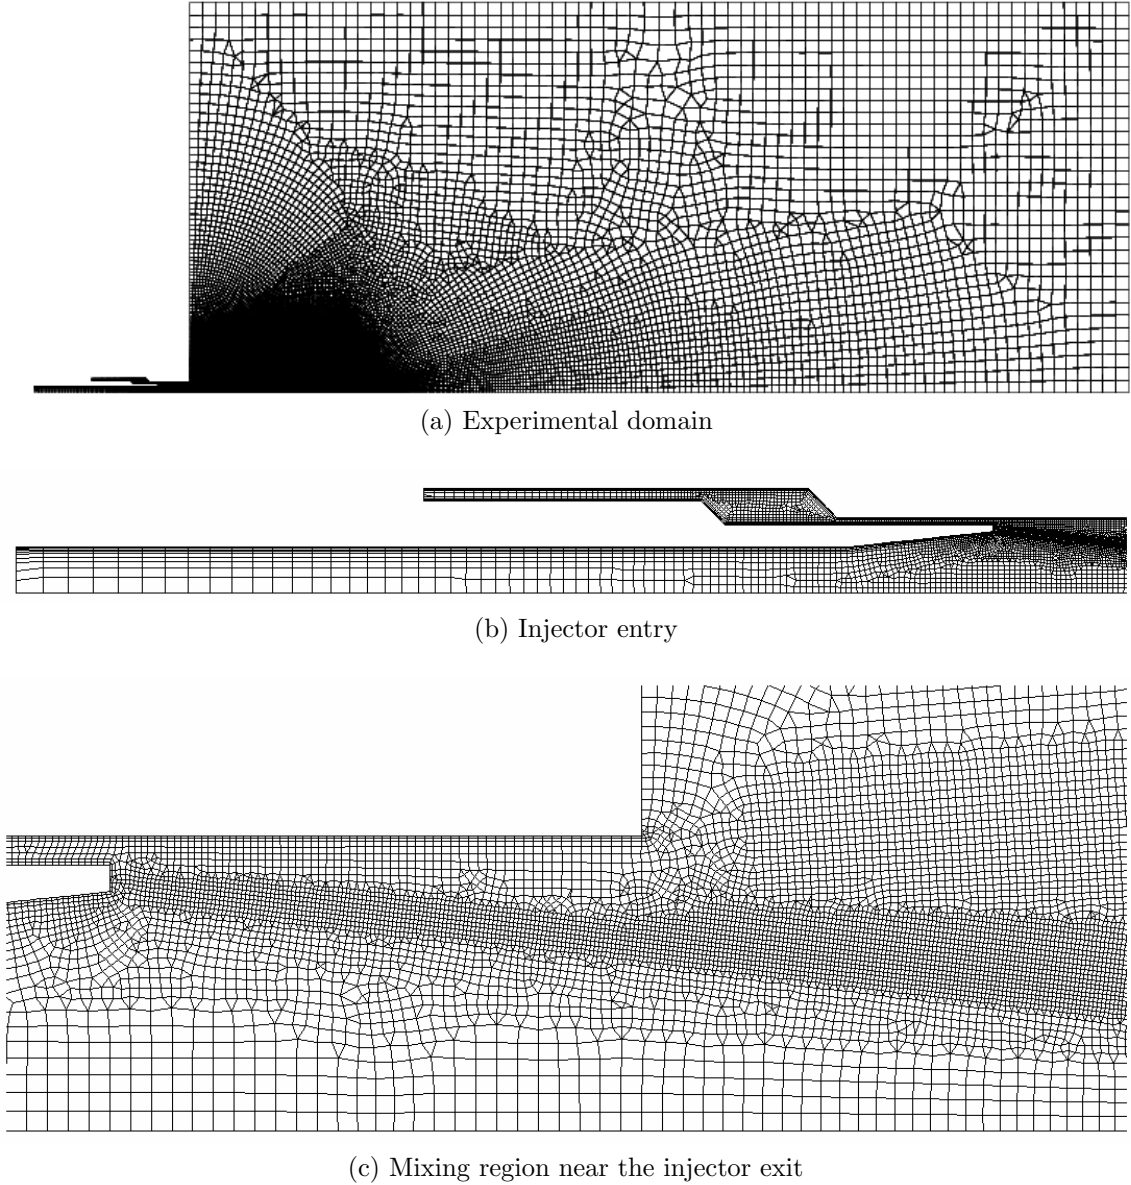 (a) Experimental domain
(b) Injector entry
(c) Mixing region near the injector exit